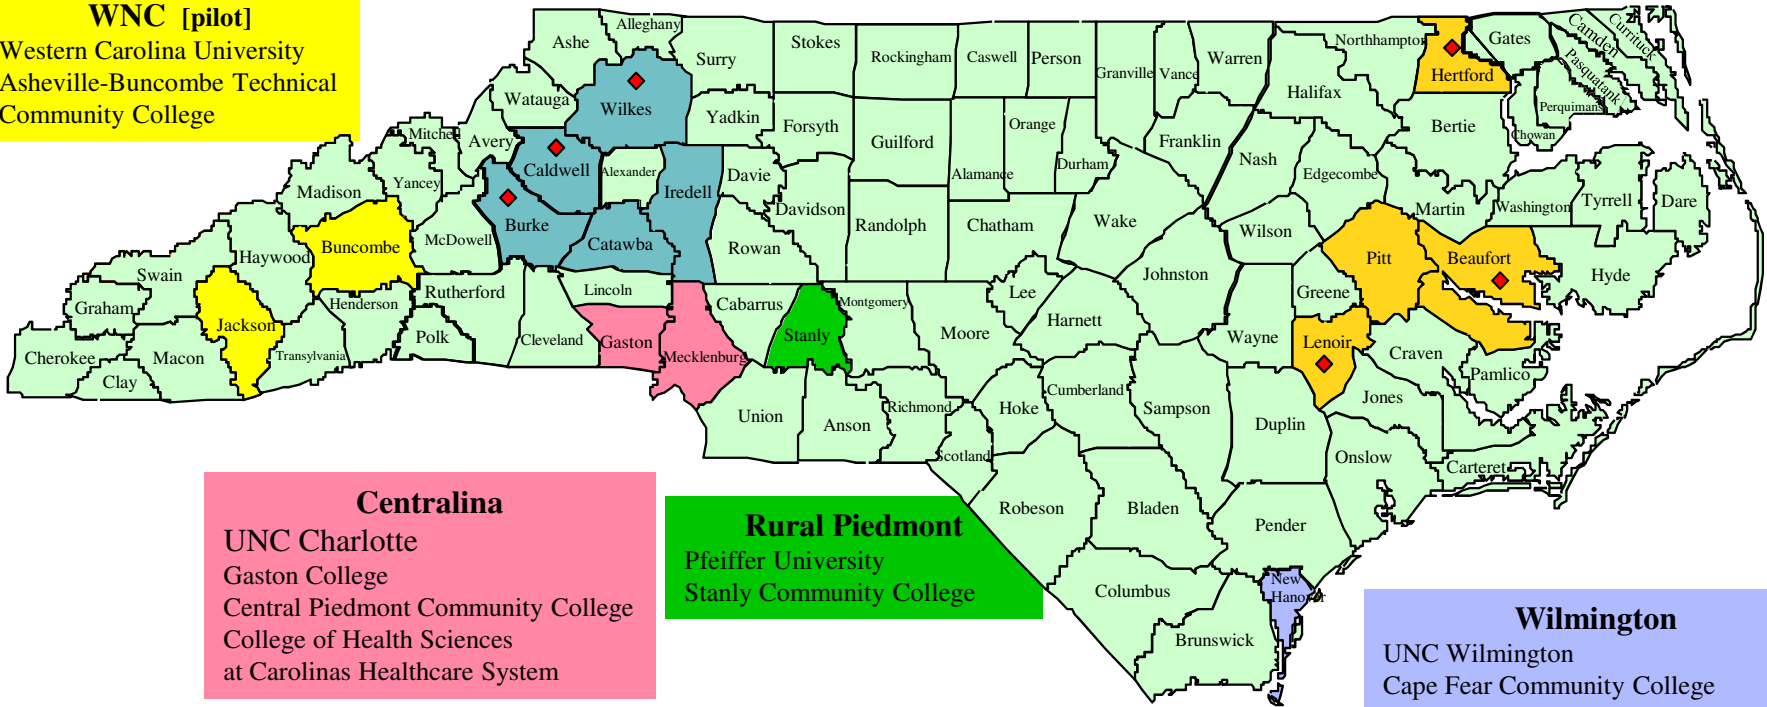 WNC [pilot]
Western Carolina University
Asheville-Buncombe Technical
Community College
Alleghany
Ashe
Surry
Stokes
Rockingham
Caswell
Person
Granville
Vance
Warren
Northhampton
Gates
Camden
Currituck
Pasquatank
Hertford
Perquimans
Chowan
Watauga
Wilkes
Yadkin
Forsyth
Guilford
Orange
Durham
Franklin
Halifax
Bertie
Mitchell
Avery
Caldwell
Alexander
Iredell
Davie
Alamance
Nash
Edgecombe
Madison
Yancey
Burke
Catawba
McDowell
Davidson
Rowan
Randolph
Chatham
Wake
Wilson
Martin
Washington
Tyrrell
Dare
Buncombe
Haywood
Swain
Graham
Henderson
Rutherford
Lincoln
Cabarrus
Montgomery
Lee
Johnston
Greene
Pitt
Beaufort
Hyde
Cherokee
Clay
Macon
Jackson
Transylvania
Polk
Cleveland
Gaston
Mecklenburg
Stanly
Moore
Harnett
Wayne
Lenoir
Craven
Pamlico
Union
Anson
Richmond
Scotland
Hoke
Cumberland
Sampson
Duplin
Jones
Onslow
Carteret
Robeson
Bladen
Pender
Columbus
Brunswick
New
Hanover
Centralina
UNC Charlotte
Gaston College
Central Piedmont Community College
College of Health Sciences
at Carolinas Healthcare System
Rural Piedmont
Pfeiffer University
Stanly Community College
Wilmington
UNC Wilmington
Cape Fear Community College